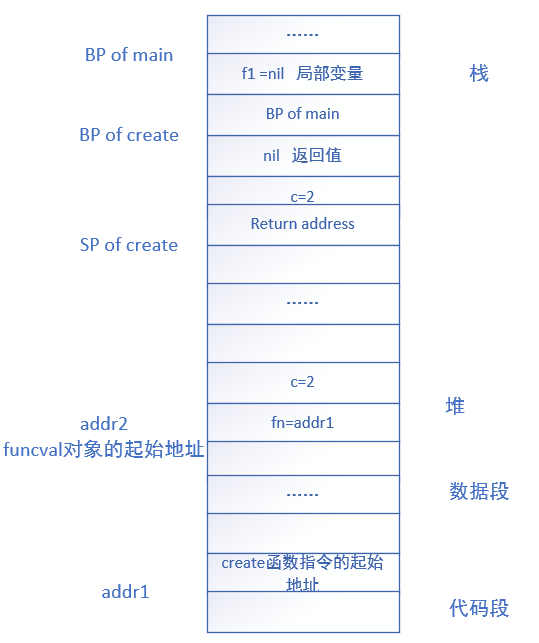 ......
BP of main
f1 =nil 局部变量
栈
BP of main
BP of create
nil 返回值
c=2
Return address
SP of create
......
c=2
堆
addr2
fn=addr1
funcval对象的起始地址
......
数据段
create函数指令的起始
地址
addr1
代码段